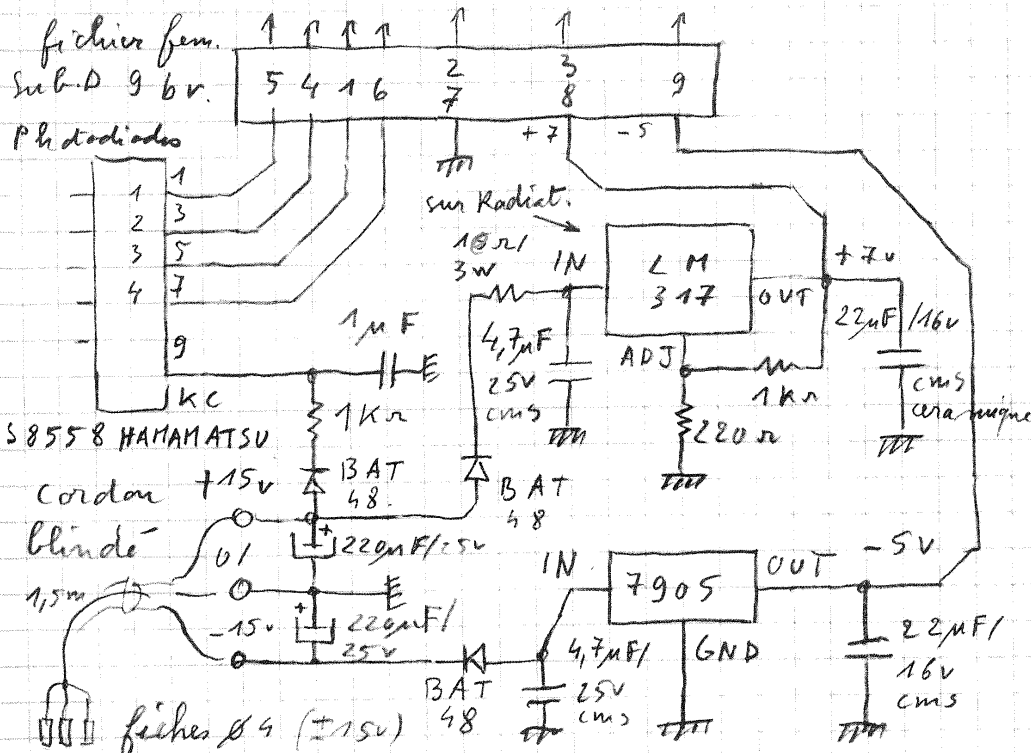 fichier fem.
Sub.D 9 br.
5 4 1 6 2 3 9
7 8
+7 -5
Photodiodes
1 1
2 3
3 5
4 7
9
KC
S8558 HAMAMATSU
1µF
1KΩ
BAT
48
sur Radiat.
3W
IN
LM
317
OUT
ADJ
+7v
4,7µF
25v
cms
1KΩ
220Ω
22µF/16v
cms
ceramique
BAT
48
cordon
blindé
1,5m
+15v
0V
-15v
220µF/25v
220µF/
25v
BAT
48
IN
7905
OUT
GND
-5V
4,7µF/
25v
cms
22µF/
16v
cms
fiches ø4 (±15v)